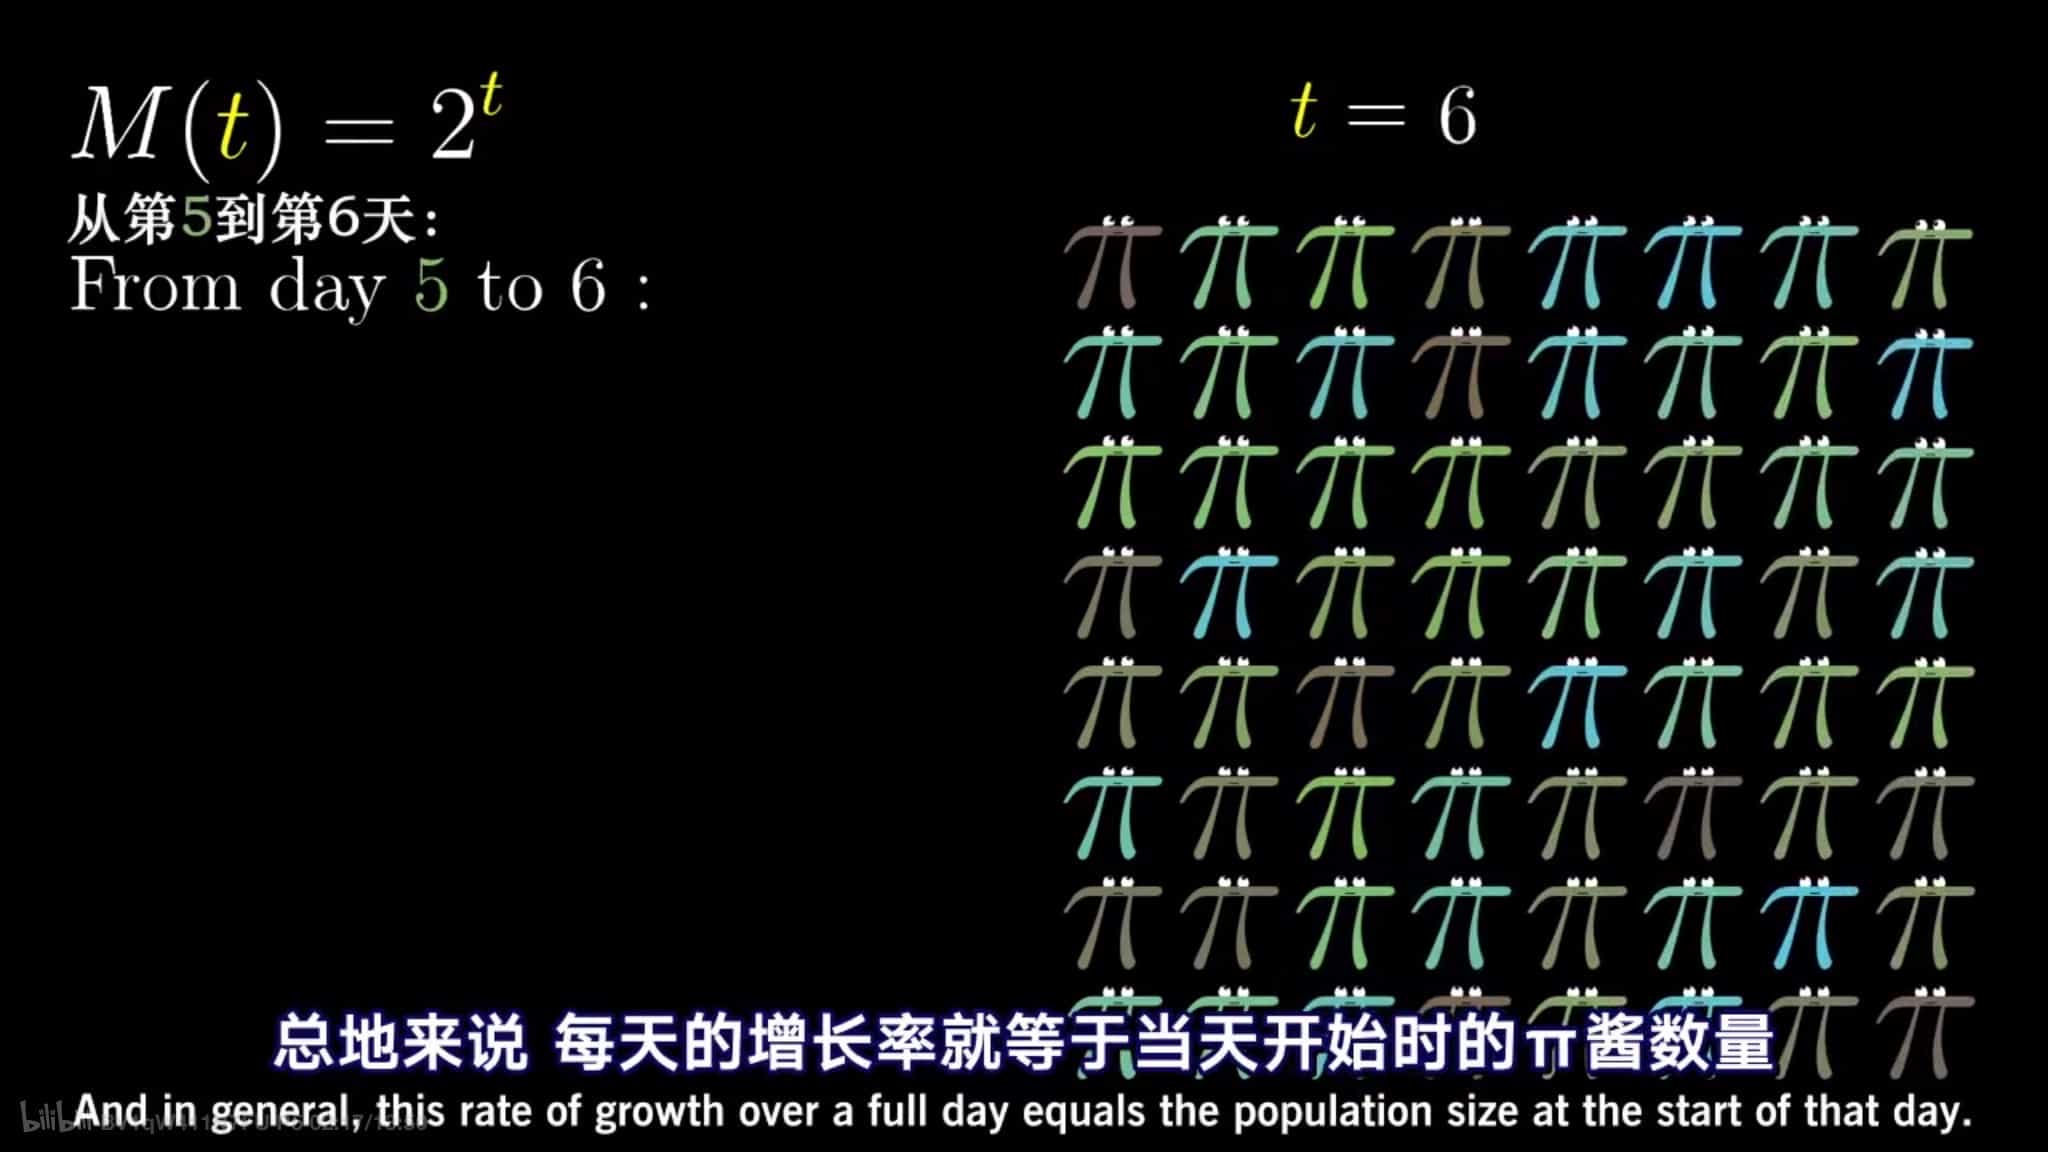 M(t) = 2^t
t = 6
从第5到第6天：
From day 5 to 6 :
总地来说 每天的增长率就等于当天开始时的π酱数量
And in general, this rate of growth over a full day equals the population size at the start of that day.
bilibili